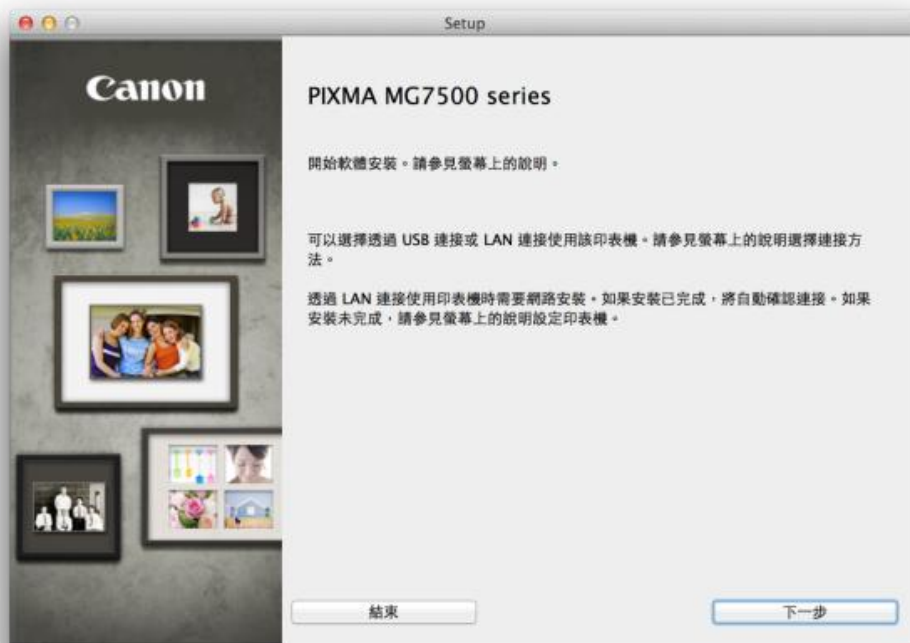 Setup
Canon
PIXMA MG7500 series
開始軟體安裝。請參見螢幕上的說明。
可以選擇透過 USB 連接或 LAN 連接使用該印表機。請參見螢幕上的說明選擇連接方
法。
透過 LAN 連接使用印表機時需要網路安裝。如果安裝已完成，將自動確認連接。如果
安裝未完成，請參見螢幕上的說明設定印表機。
結束
下一步